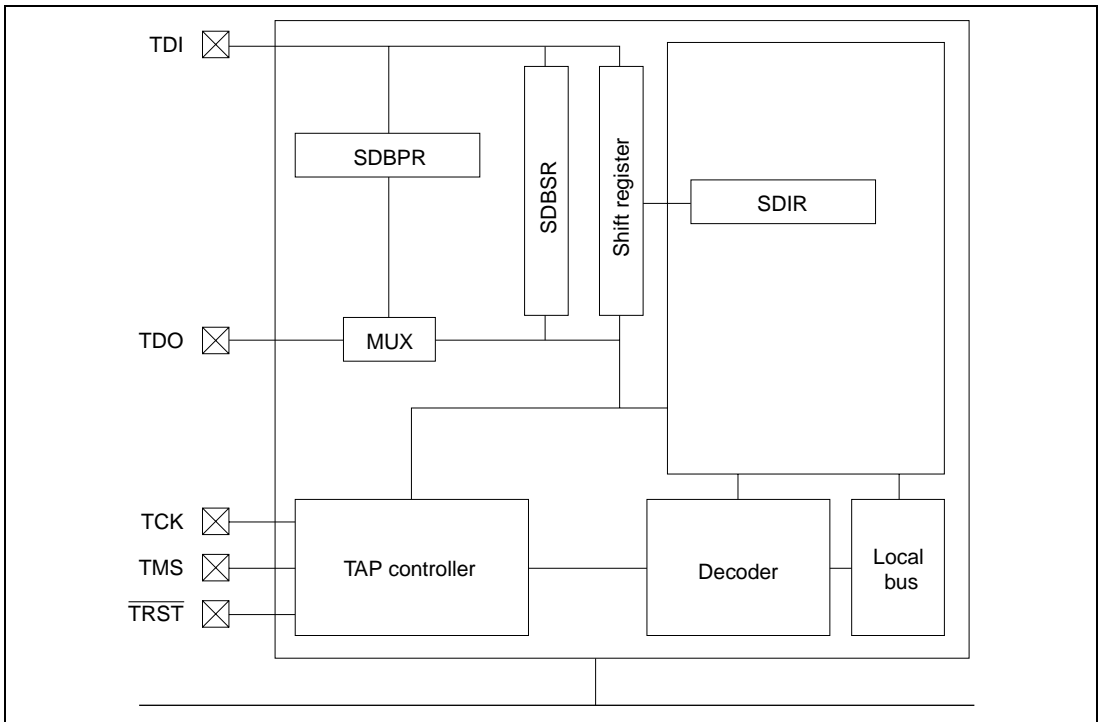 TDI
SDBPR
SDBSR
Shift register
SDIR
TDO
MUX
TCK
TMS
TRST
TAP controller
Decoder
Local
bus